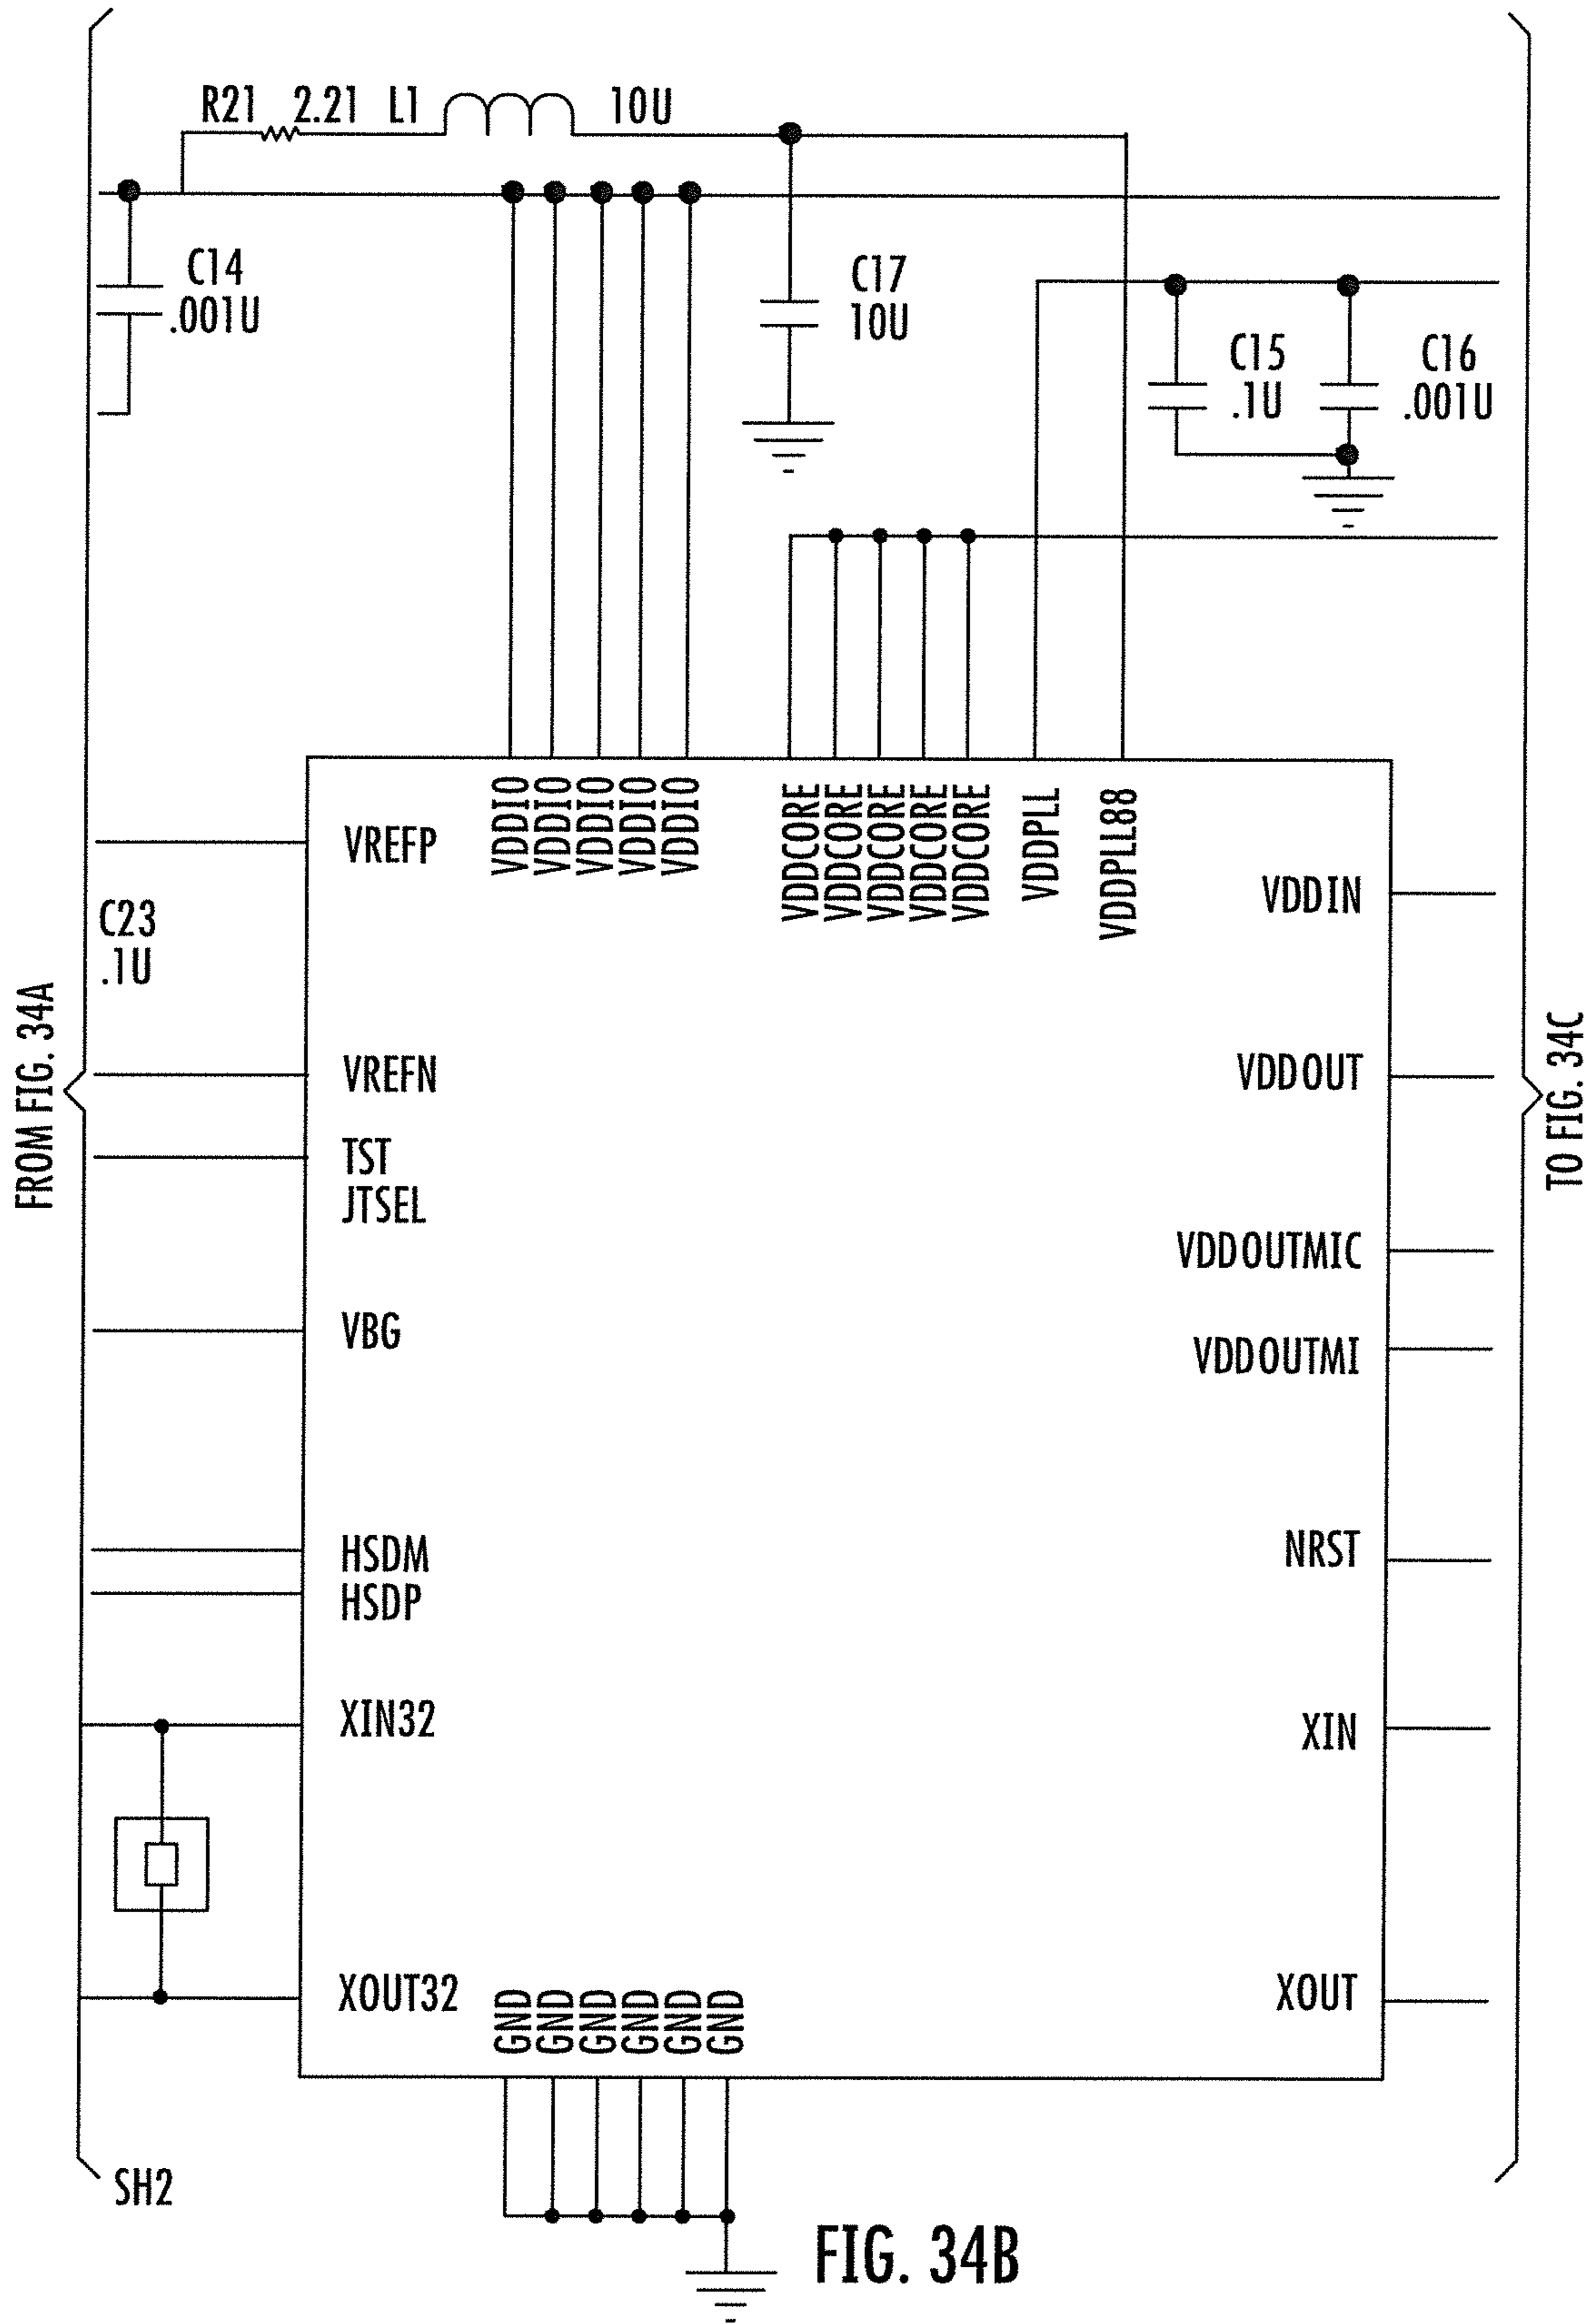 R21 2.21 L1 10U
C14
.001U
C17
10U
C15
.1U
C16
.001U
VDDIO
VDDIO
VDDIO
VDDIO
VDDIO
VDDCORE
VDDCORE
VDDCORE
VDDCORE
VDDCORE
VDDPLL
VDDPLL88
VREFP
VDDIN
C23
.1U
FROM FIG. 34A
VREFN
VDDOUT
TO FIG. 34C
TST
JTSEL
VDDOUTMIC
VBG
VDDOUTMI
HSDM
NRST
HSDP
XIN32
XIN
XOUT32
GND
GND
GND
GND
GND
GND
XOUT
SH2
FIG. 34B